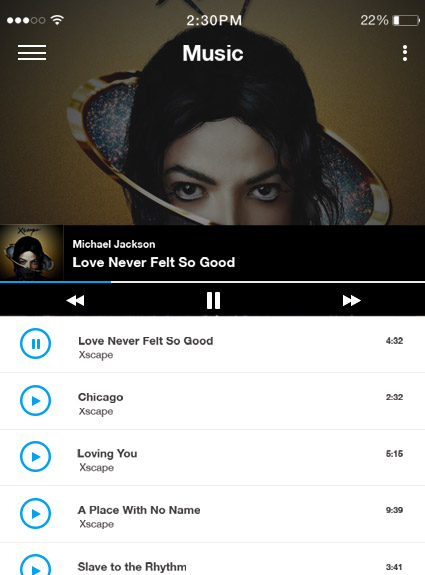 2:30PM
22%
Music
Xscape
Michael Jackson
Love Never Felt So Good
Love Never Felt So Good
4:32
Xscape
Chicago
2:32
Xscape
Loving You
5:15
Xscape
A Place With No Name
9:39
Xscape
Slave to the Rhythm
3:41